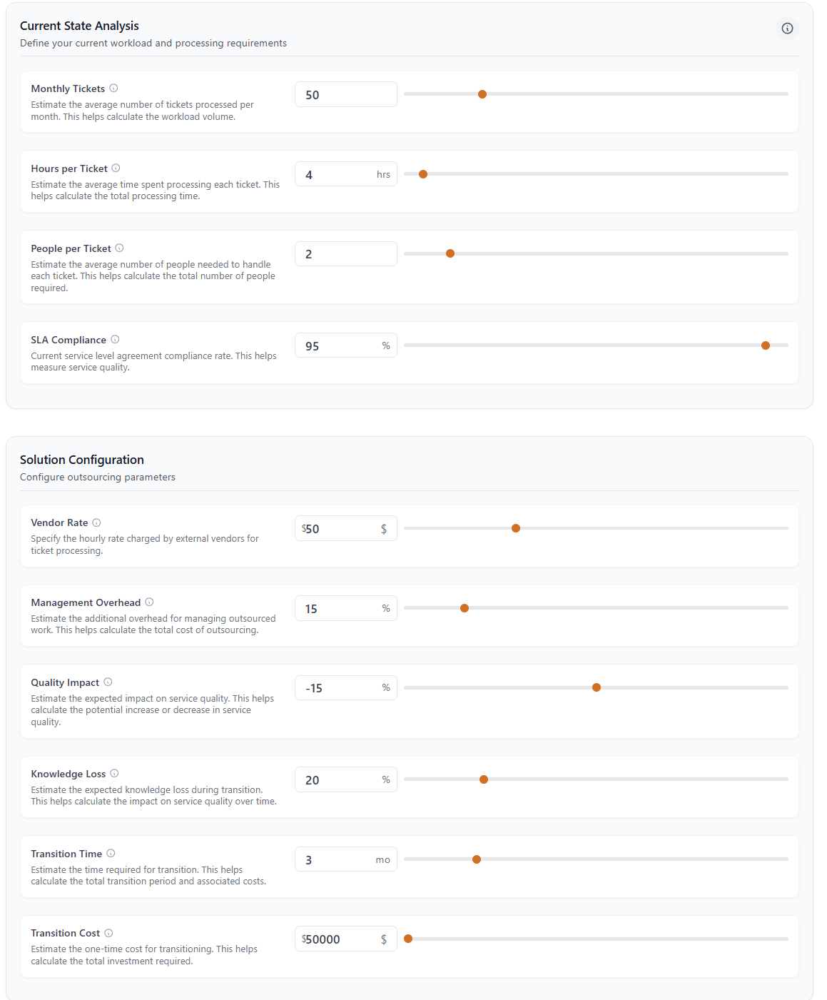 Current State Analysis
Define your current workload and processing requirements
Monthly Tickets
Estimate the average number of tickets processed per
month. This helps calculate the workload volume.
50
Hours per Ticket
Estimate the average time spent processing each ticket. This
helps calculate the total processing time.
4 hrs
People per Ticket
Estimate the average number of people needed to handle
each ticket. This helps calculate the total number of people
required.
2
SLA Compliance
Current service level agreement compliance rate. This helps
measure service quality.
95 %
Solution Configuration
Configure outsourcing parameters
Vendor Rate
Specify the hourly rate charged by external vendors for
ticket processing.
$50 $
Management Overhead
Estimate the additional overhead for managing outsourced
work. This helps calculate the total cost of outsourcing.
15 %
Quality Impact
Estimate the expected impact on service quality. This helps
calculate the potential increase or decrease in service
quality.
-15 %
Knowledge Loss
Estimate the expected knowledge loss during transition.
This helps calculate the impact on service quality over time.
20 %
Transition Time
Estimate the time required for transition. This helps
calculate the total transition period and associated costs.
3 mo
Transition Cost
Estimate the one-time cost for transitioning. This helps
calculate the total investment required.
$50000 $